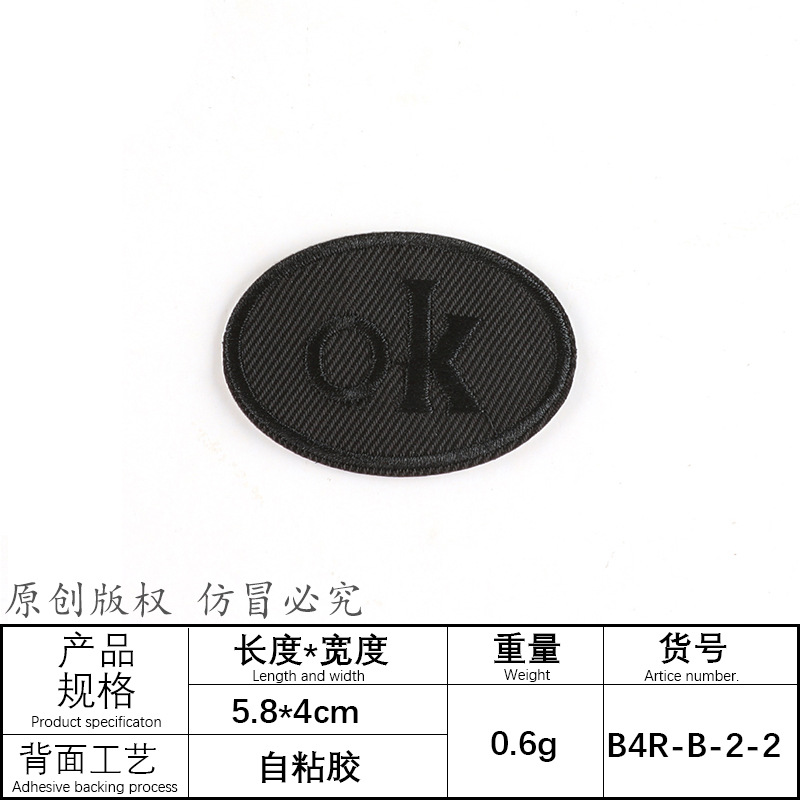 ok
原创版权 仿冒必究
产品
规格
Product specificaton
长度*宽度
Length and width
重量
Weight
货号
Artice number.
5.8*4cm
0.6g
B4R-B-2-2
背面工艺
Adhesive backing process
自粘胶